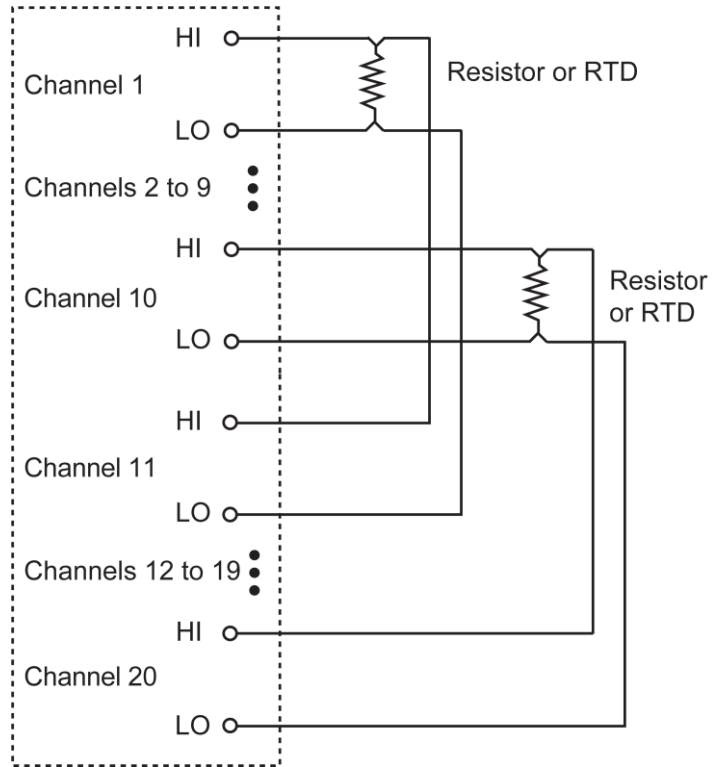 HI
Channel 1
LO
Resistor or RTD
Channels 2 to 9
HI
Channel 10
LO
Resistor
or RTD
HI
Channel 11
LO
Channels 12 to 19
HI
Channel 20
LO